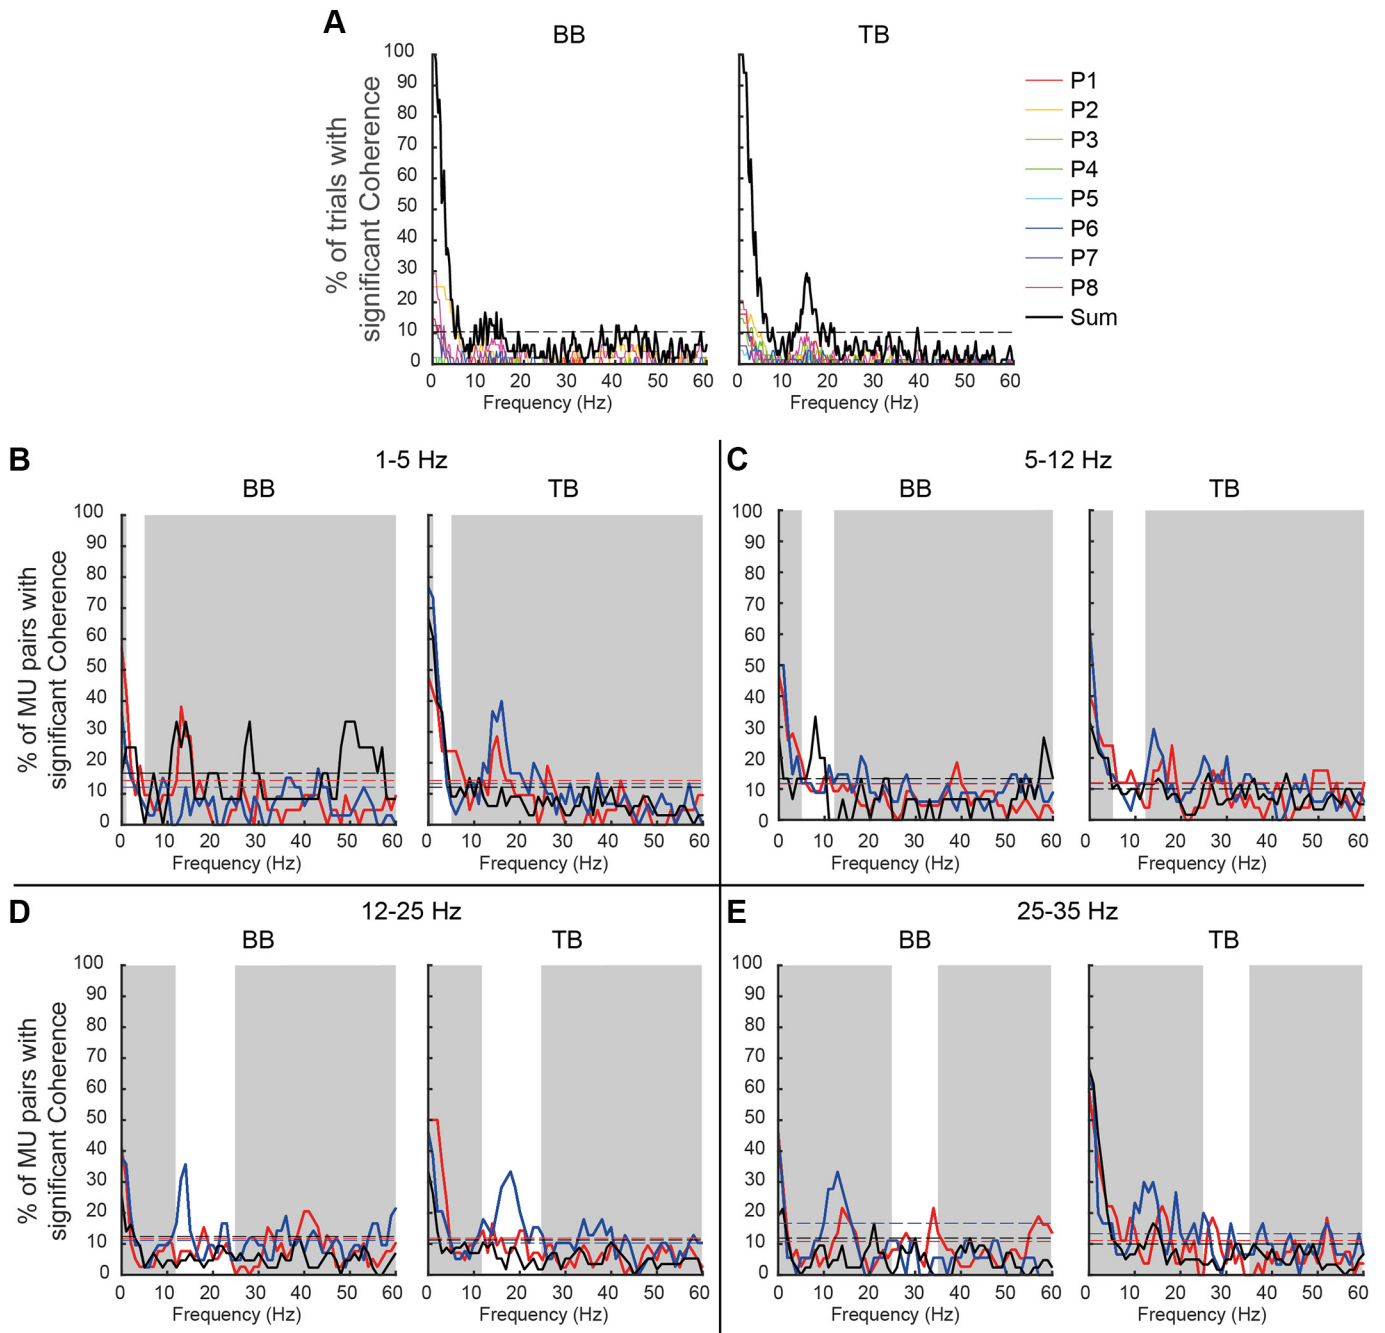 A
BB
TB
% of trials with
significant Coherence
100
90
80
70
60
50
40
30
20
10
0
0 10 20 30 40 50 60
Frequency (Hz)
0 10 20 30 40 50 60
Frequency (Hz)
P1
P2
P3
P4
P5
P6
P7
P8
Sum
B
1-5 Hz
BB
TB
% of MU pairs with
significant Coherence
100
90
80
70
60
50
40
30
20
10
0
0 10 20 30 40 50 60
Frequency (Hz)
0 10 20 30 40 50 60
Frequency (Hz)
C
5-12 Hz
BB
TB
100
90
80
70
60
50
40
30
20
10
0
0 10 20 30 40 50 60
Frequency (Hz)
0 10 20 30 40 50 60
Frequency (Hz)
D
12-25 Hz
BB
TB
% of MU pairs with
significant Coherence
100
90
80
70
60
50
40
30
20
10
0
0 10 20 30 40 50 60
Frequency (Hz)
0 10 20 30 40 50 60
Frequency (Hz)
E
25-35 Hz
BB
TB
100
90
80
70
60
50
40
30
20
10
0
0 10 20 30 40 50 60
Frequency (Hz)
0 10 20 30 40 50 60
Frequency (Hz)